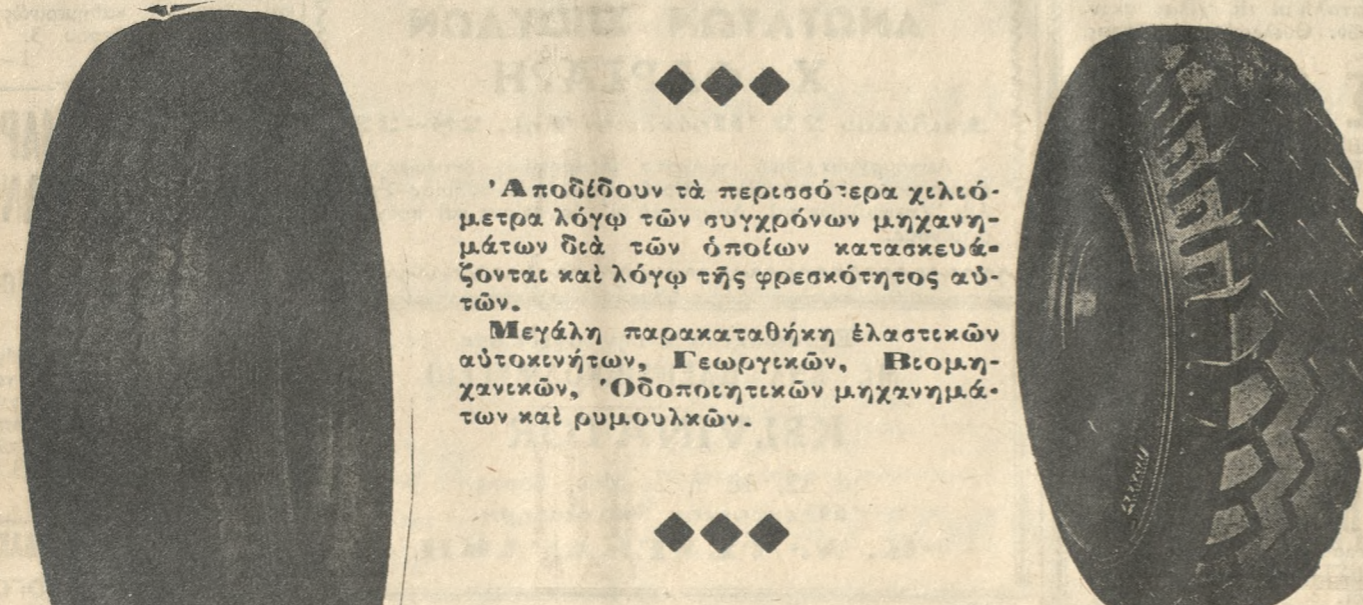 ◆◆◆
Ἀποδίδουν τὰ περισσότερα χιλιό-
μετρα λόγῳ τῶν συγχρόνων μηχανη-
μάτων διὰ τῶν ὁποίων κατασκευά-
ζονται καὶ λόγῳ τῆς φρεσκότητος αὐ-
τῶν.
Μεγάλη παρακαταθήκη ἐλαστικῶν
αὐτοκινήτων, Γεωργικῶν, Βιομη-
χανικῶν, Ὁδοποιητικῶν μηχανημά-
των καὶ ρυμουλκῶν.
◆◆◆